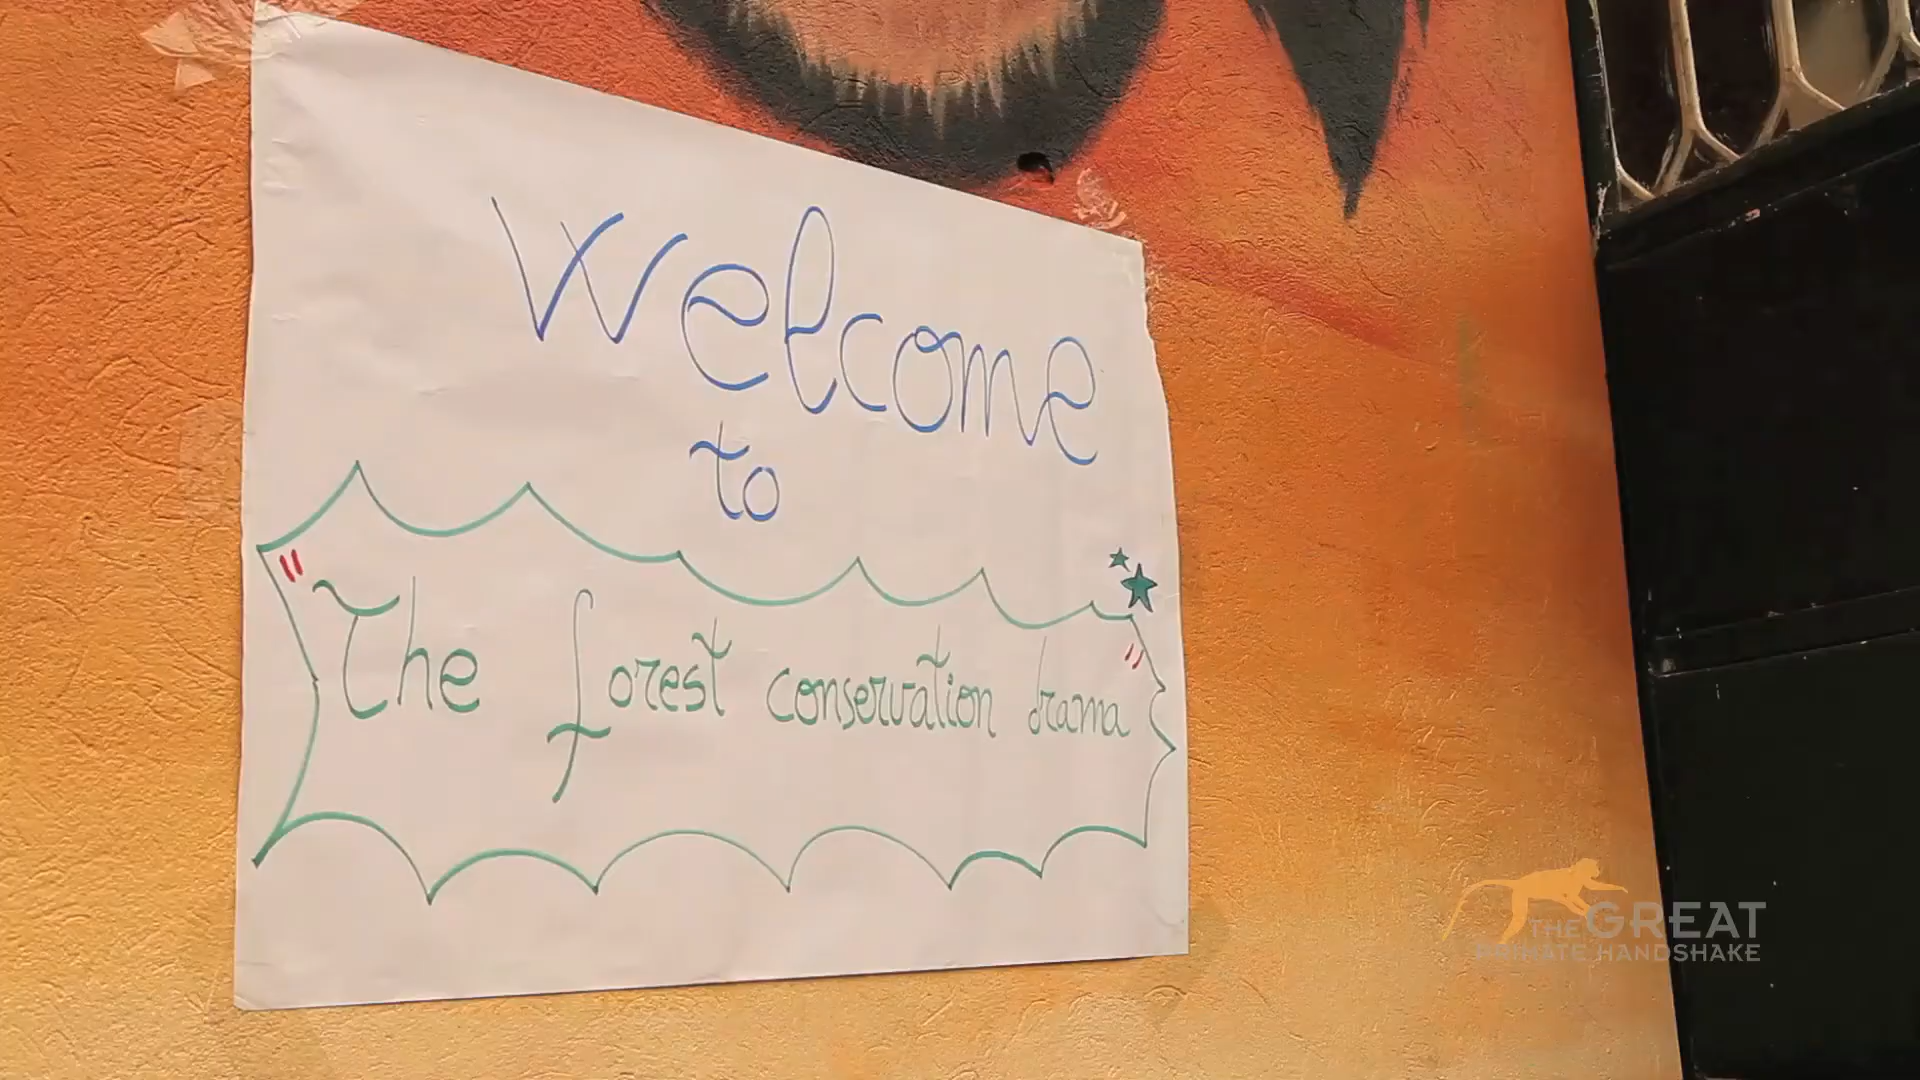 Welcome
to
"The forest conservation drama"
THE GREAT
PRIMATE HANDSHAKE